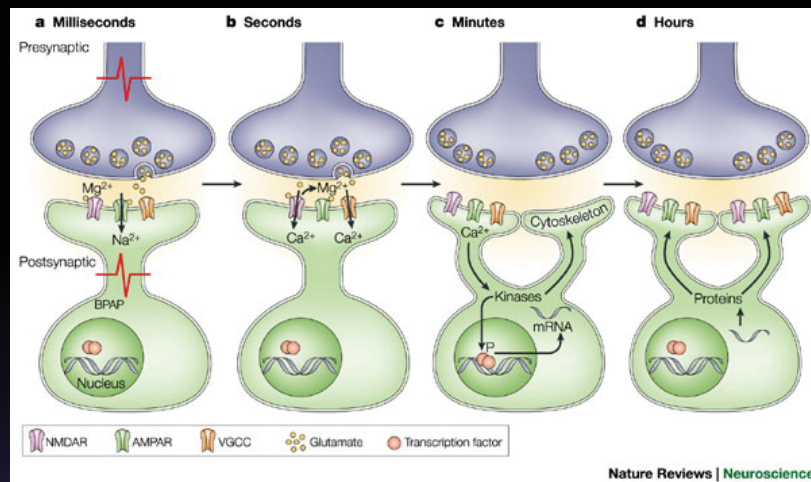 a Milliseconds
b Seconds
c Minutes
d Hours
Presynaptic
Mg2+
Na2+
Postsynaptic
BPAP
Nucleus
Mg2+
Ca2+
Ca2+
Ca2+
Cytoskeleton
Kinases
mRNA
P
Proteins
NMDAR
AMPAR
VGCC
Glutamate
Transcription factor
Nature Reviews | Neuroscience